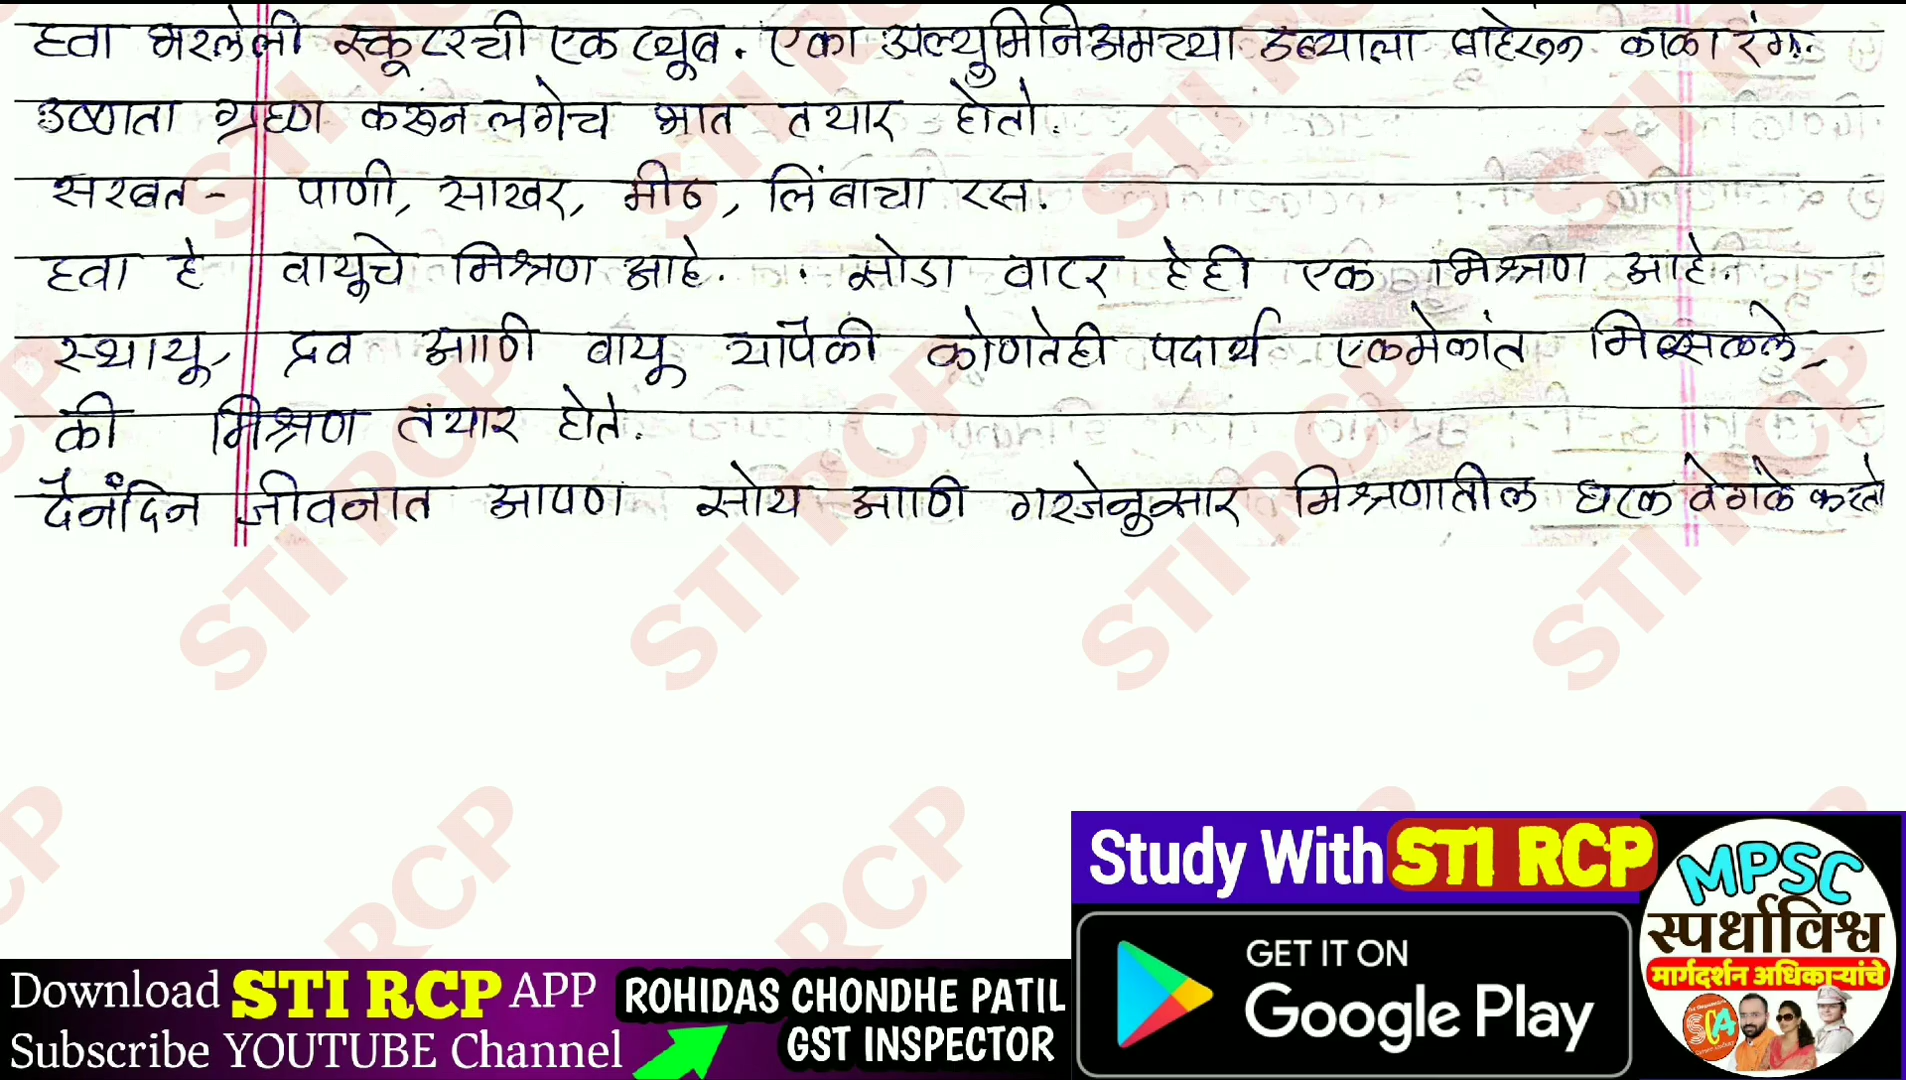 हवा भरलेली स्कूटरची एक ट्यूब. एका अल्युमिनिअमच्या डब्याला बाहेरून काळा रंग.
उष्णता ग्रहण करून लगेच भात तयार होतो.
सरबत - पाणी, साखर, मीठ, लिंबाचा रस.
हवा हे वायूचे मिश्रण आहे. सोडा वाटर हेही एक मिश्रण आहे.
स्थायू, द्रव आणि वायू यांपैकी कोणतेही पदार्थ एकमेकांत मिसळले,
की मिश्रण तयार होते.
दैनंदिन जीवनात आपण सोय आणि गरजेनुसार मिश्रणातील घटक वेगळे करतो
STI RCP
Study With STI RCP
GET IT ON
Google Play
MPSC
स्पर्धाविश्व
मार्गदर्शन अधिकाऱ्यांचे
SCA
Download STI RCP APP
Subscribe YOUTUBE Channel
ROHIDAS CHONDHE PATIL
GST INSPECTOR